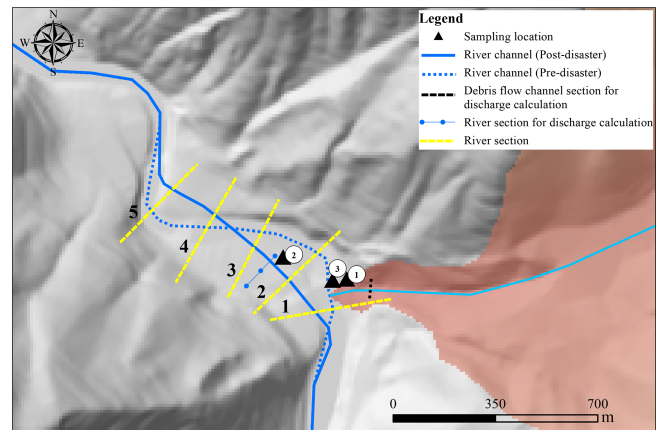 N
W E
S
Legend
Sampling location
River channel (Post-disaster)
River channel (Pre-disaster)
Debris flow channel section for
discharge calculation
River section for discharge calculation
River section
5
4
3
2
1
2
3
1
0 350 700
m